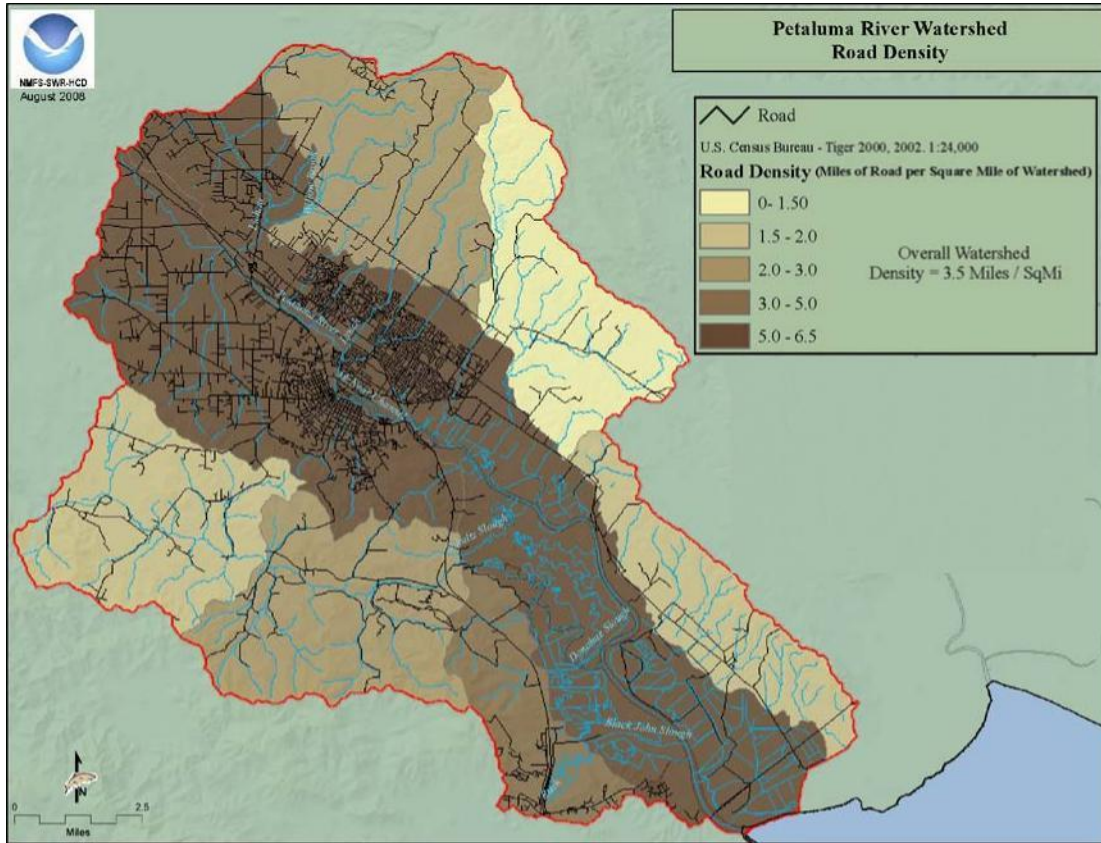 NMFS-SWR-HCD
August 2008
Petaluma River Watershed
Road Density
Road
U.S. Census Bureau - Tiger 2000, 2002. 1:24,000
Road Density (Miles of Road per Square Mile of Watershed)
0- 1.50
1.5 - 2.0
2.0 - 3.0
3.0 - 5.0
5.0 - 6.5
Overall Watershed
Density = 3.5 Miles / SqMi
Slough
Donahue Slough
Black John Slough
N
0
2.5
Miles